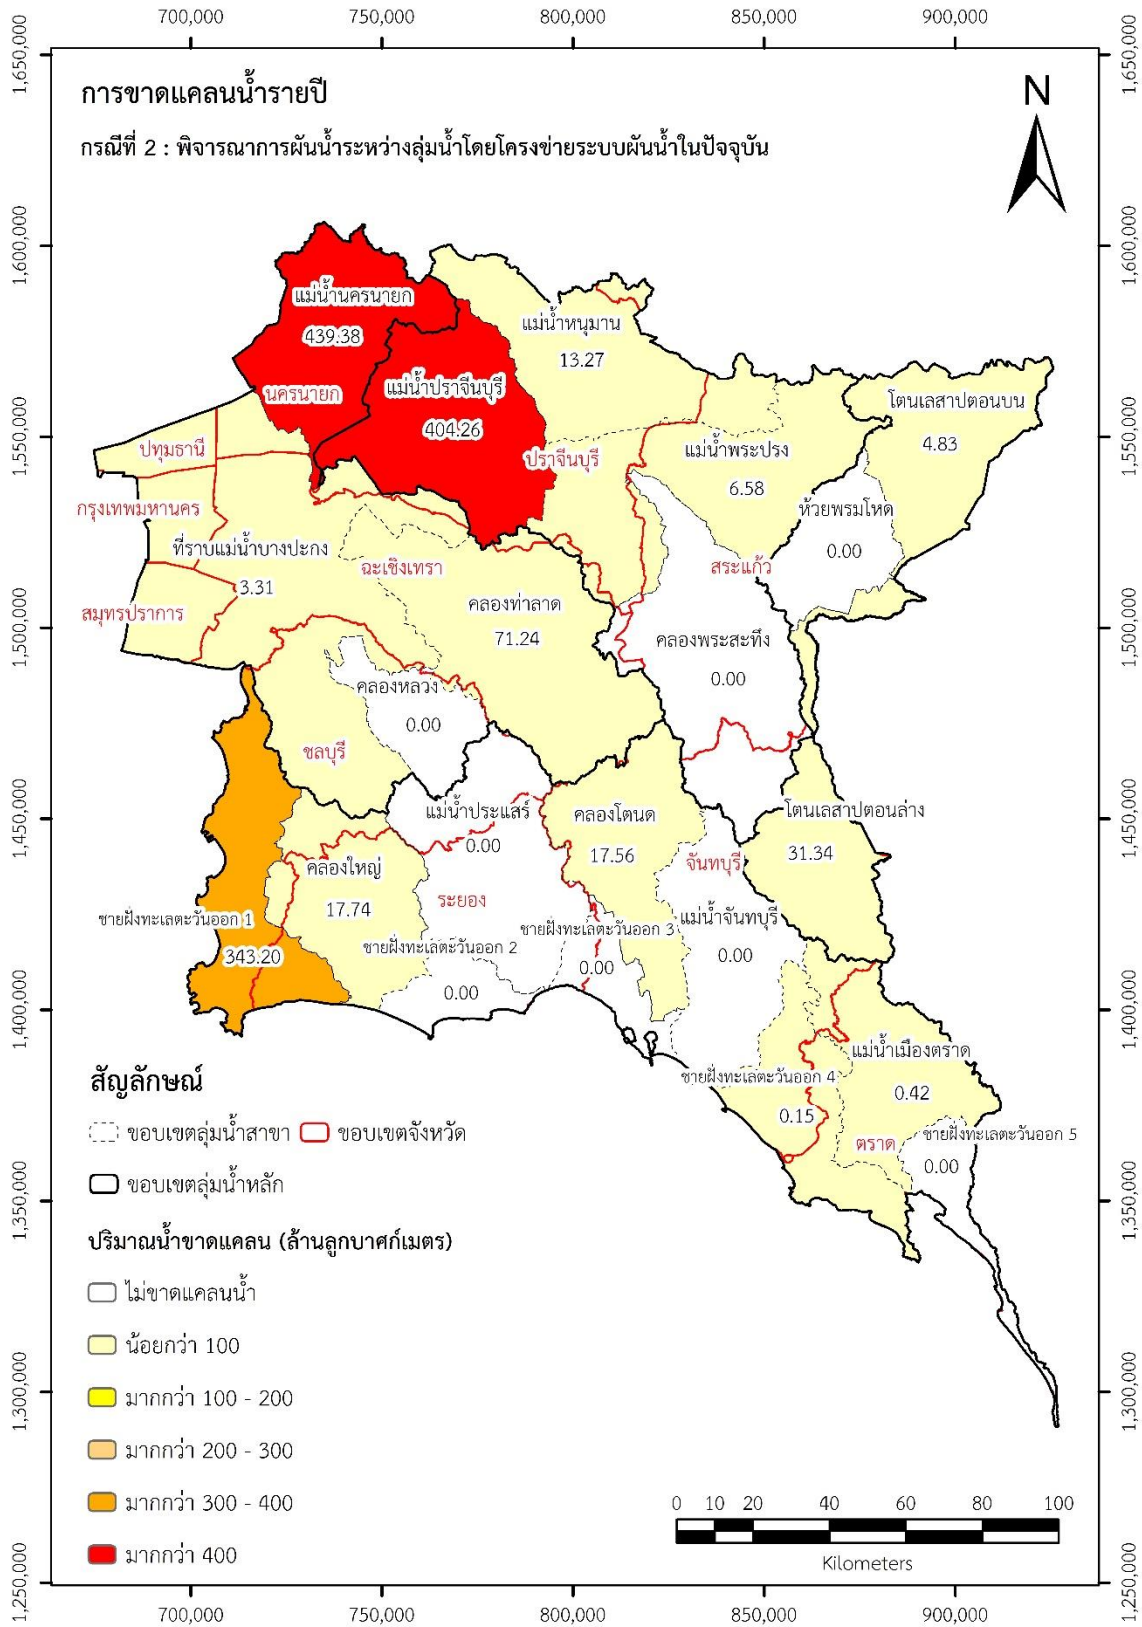 700,000 750,000 800,000 850,000 900,000
1,650,000 1,650,000
การขาดแคลนน้ำรายปี
N
กรณีที่ 2 : พิจารณาการผันน้ำระหว่างลุ่มน้ำโดยโครงข่ายระบบผันน้ำในปัจจุบัน
1,600,000 1,600,000
แม่น้ำนครนายก
439.38
นครนายก
แม่น้ำหนุมาน
13.27
แม่น้ำปราจีนบุรี
404.26
ปราจีนบุรี
โตนเลสาปตอนบน
4.83
1,550,000 1,550,000
ปทุมธานี
แม่น้ำพระปรง
6.58
ห้วยพรมโหด
0.00
กรุงเทพมหานคร
ที่ราบแม่น้ำบางปะกง
3.31
ฉะเชิงเทรา
สระแก้ว
สมุทรปราการ
คลองท่าลาด
71.24
1,500,000 1,500,000
คลองพระสะทึง
0.00
คลองหลวง
0.00
ชลบุรี
1,450,000 1,450,000
แม่น้ำประแสร์
0.00
คลองโตนด
17.56
โตนเลสาปตอนล่าง
31.34
คลองใหญ่
17.74
ระยอง
จันทบุรี
แม่น้ำจันทบุรี
0.00
ชายฝั่งทะเลตะวันออก 1
343.20
ชายฝั่งทะเลตะวันออก 2
0.00
ชายฝั่งทะเลตะวันออก 3
0.00
1,400,000 1,400,000
แม่น้ำเมืองตราด
0.42
ชายฝั่งทะเลตะวันออก 4
0.15
ตราด
ชายฝั่งทะเลตะวันออก 5
0.00
สัญลักษณ์
ขอบเขตลุ่มน้ำสาขา ขอบเขตจังหวัด
ขอบเขตลุ่มน้ำหลัก
1,350,000 1,350,000
ปริมาณน้ำขาดแคลน (ล้านลูกบาศก์เมตร)
ไม่ขาดแคลนน้ำ
น้อยกว่า 100
มากกว่า 100 - 200
มากกว่า 200 - 300
มากกว่า 300 - 400
มากกว่า 400
1,300,000 1,300,000
0 10 20 40 60 80 100
Kilometers
1,250,000 1,250,000
700,000 750,000 800,000 850,000 900,000